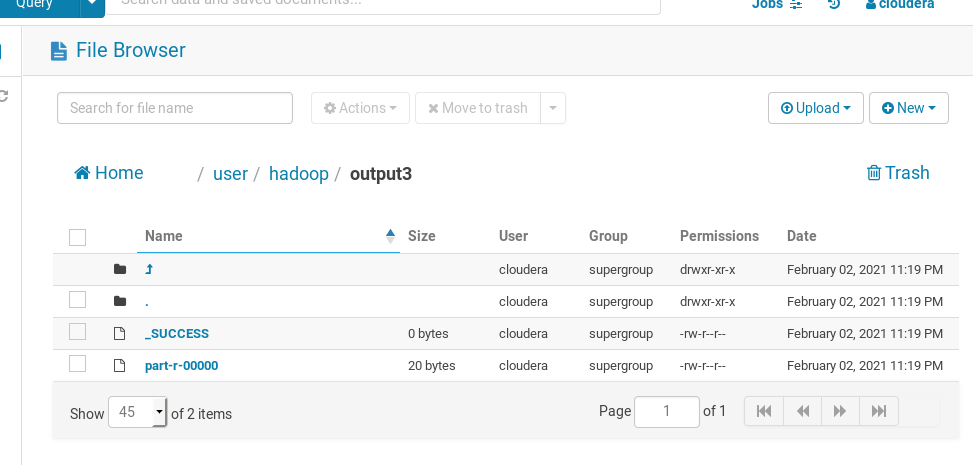 Query Search data and saved documents... Jobs cloudera
File Browser
Search for file name Actions Move to trash Upload New
Home / user / hadoop / output3 Trash
Name Size User Group Permissions Date
cloudera supergroup drwxr-xr-x February 02, 2021 11:19 PM
. cloudera supergroup drwxr-xr-x February 02, 2021 11:19 PM
_SUCCESS 0 bytes cloudera supergroup -rw-r--r-- February 02, 2021 11:19 PM
part-r-00000 20 bytes cloudera supergroup -rw-r--r-- February 02, 2021 11:19 PM
Show 45 of 2 items Page 1 of 1